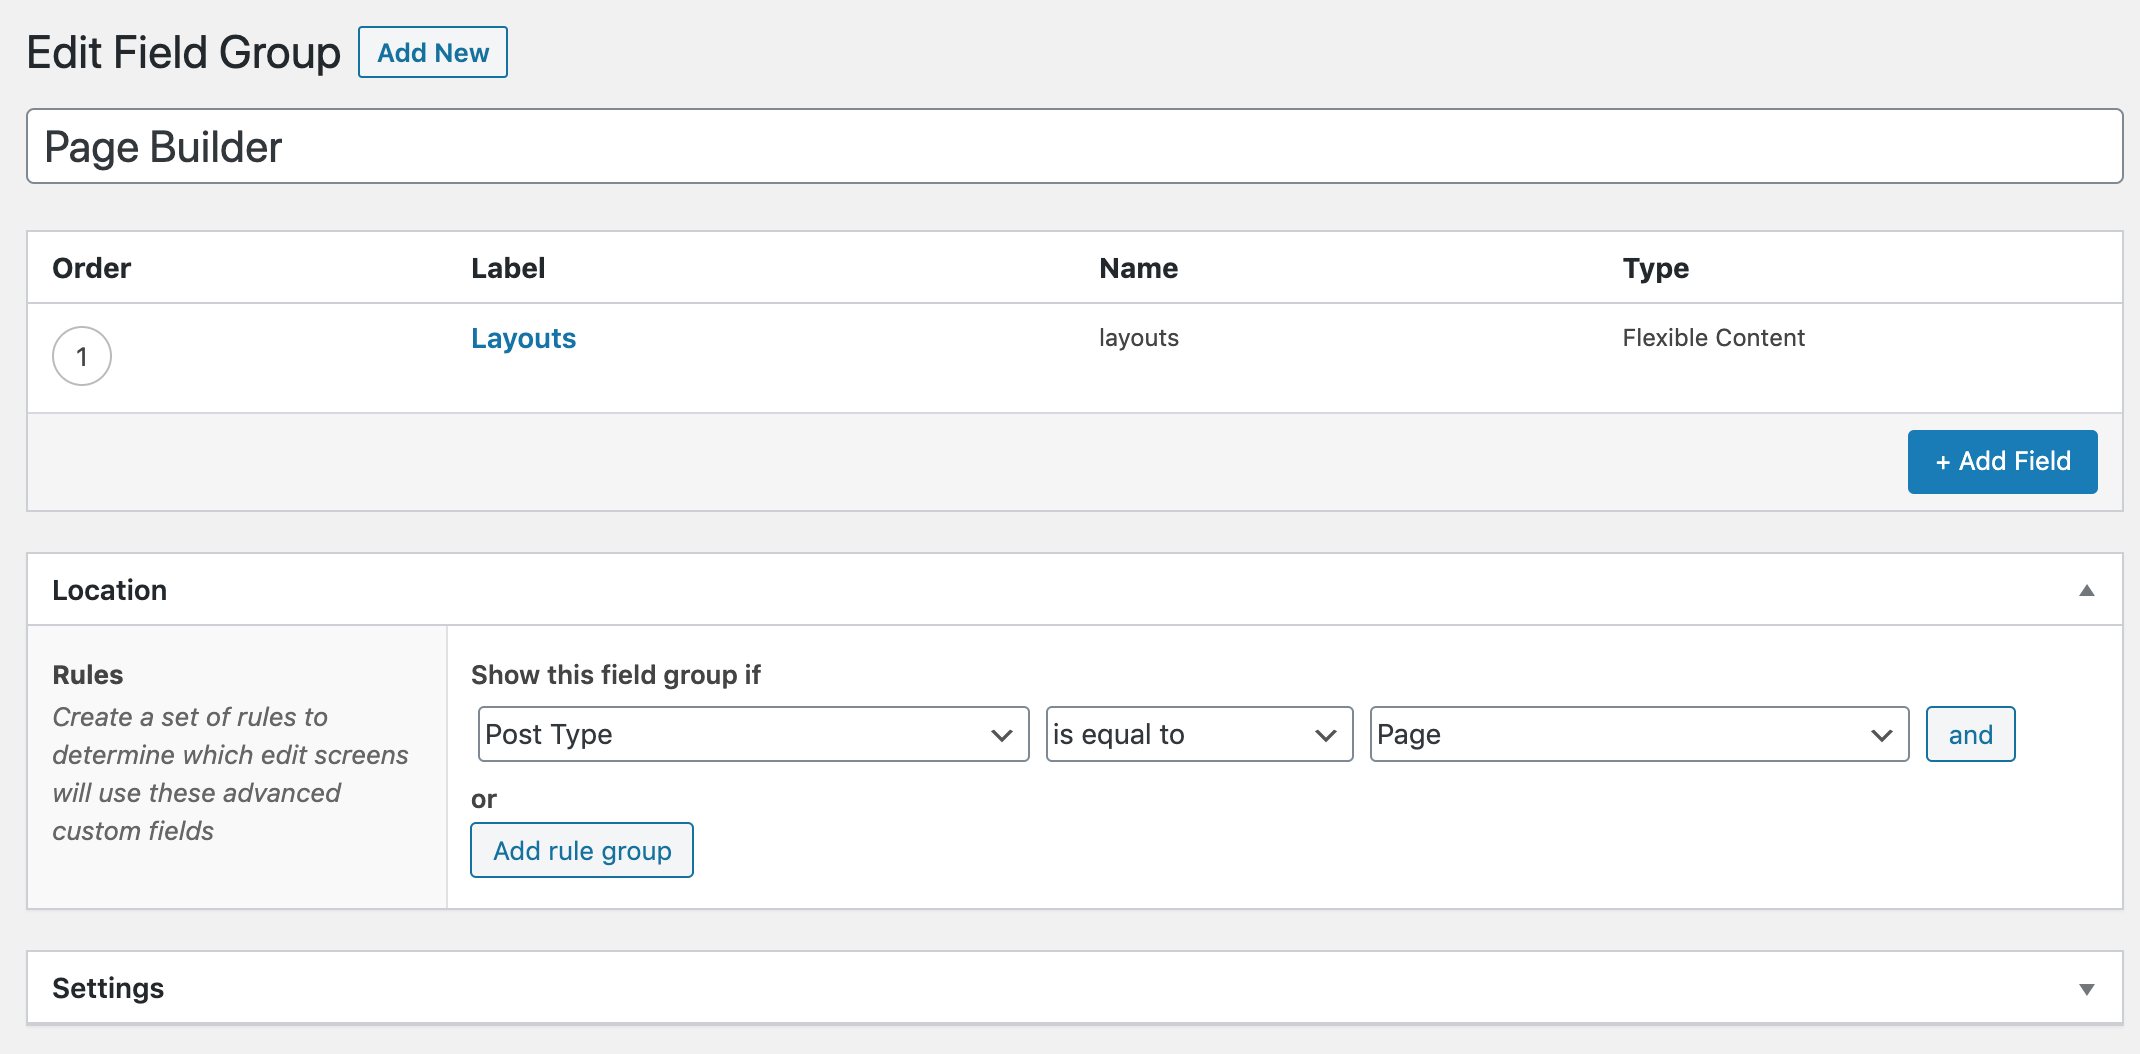 Edit Field Group Add New
Page Builder
Order Label Name Type
1 Layouts layouts Flexible Content
+ Add Field
Location
Rules
Create a set of rules to
determine which edit screens
will use these advanced
custom fields
Show this field group if
Post Type is equal to Page and
or
Add rule group
Settings